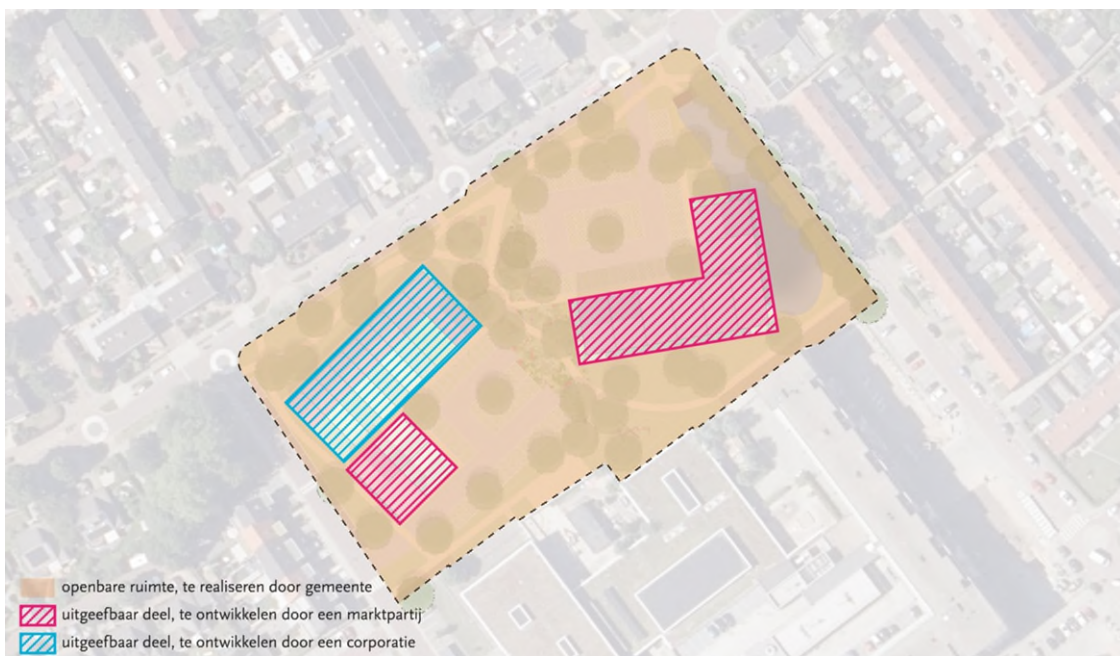 openbare ruimte, te realiseren door gemeente
uitgeefbaar deel, te ontwikkelen door een marktpartij
uitgeefbaar deel, te ontwikkelen door een corporatie